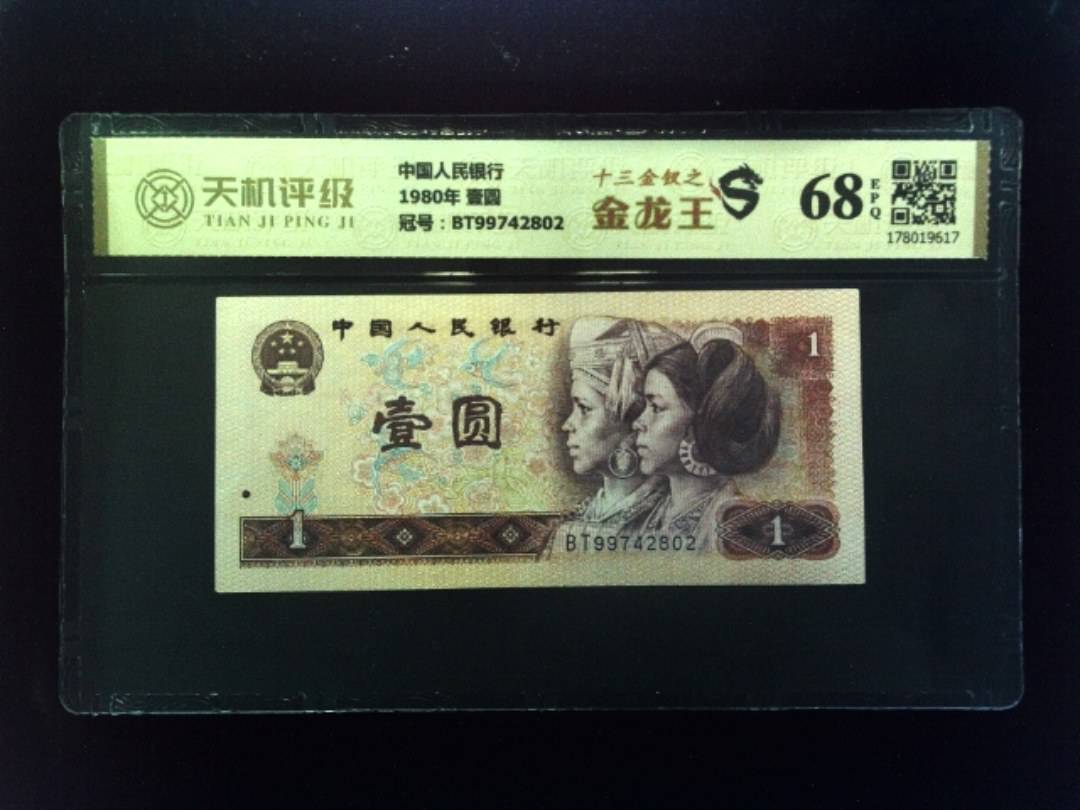 天机评级
TIAN JI PING JI
中国人民银行
1980年 壹圆
冠号：BT99742802
十三金钗之
金龙王
68
EPQ
178019617
中国人民银行
1
壹圆
1
BT99742802
1